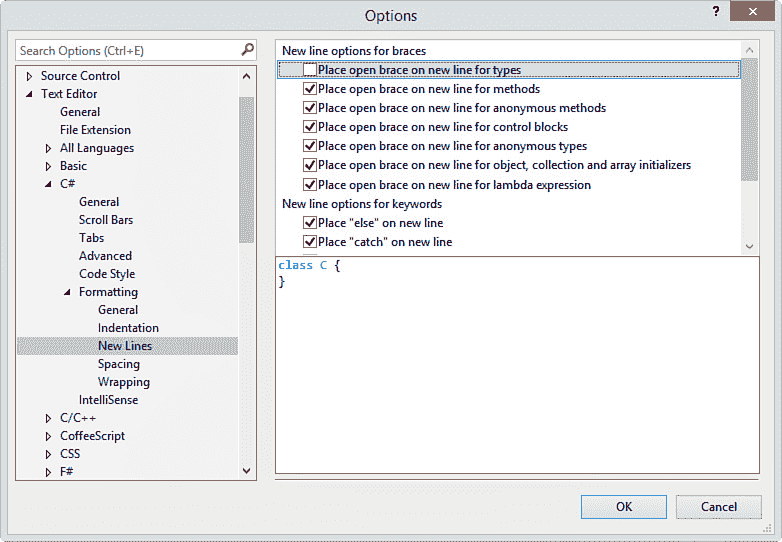 Options
?
Search Options (Ctrl+E)
Source Control
Text Editor
General
File Extension
All Languages
Basic
C#
General
Scroll Bars
Tabs
Advanced
Code Style
Formatting
General
Indentation
New Lines
Spacing
Wrapping
IntelliSense
C/C++
CoffeeScript
CSS
F#
New line options for braces
Place open brace on new line for types
Place open brace on new line for methods
Place open brace on new line for anonymous methods
Place open brace on new line for control blocks
Place open brace on new line for anonymous types
Place open brace on new line for object, collection and array initializers
Place open brace on new line for lambda expression
New line options for keywords
Place "else" on new line
Place "catch" on new line
class C {
}
OK
Cancel